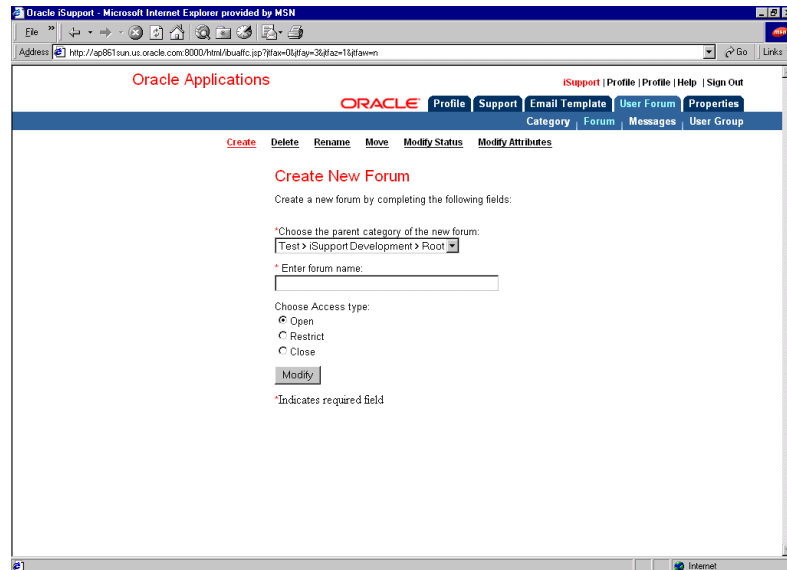 Oracle iSupport - Microsoft Internet Explorer provided by MSN
File »
Address http://ap861sun.us.oracle.com:8000/html/ibuaffc.jsp?jtfax=0&jtfay=3&jtfaz=1&jtfaw=n Go Links
Oracle Applications
iSupport | Profile | Profile | Help | Sign Out
ORACLE Profile Support Email Template User Forum Properties
Category | Forum | Messages | User Group
Create Delete Rename Move Modify Status Modify Attributes
Create New Forum
Create a new forum by completing the following fields:
*Choose the parent category of the new forum:
Test > iSupport Development > Root
* Enter forum name:
Choose Access type:
Open
Restrict
Close
Modify
*Indicates required field
Internet